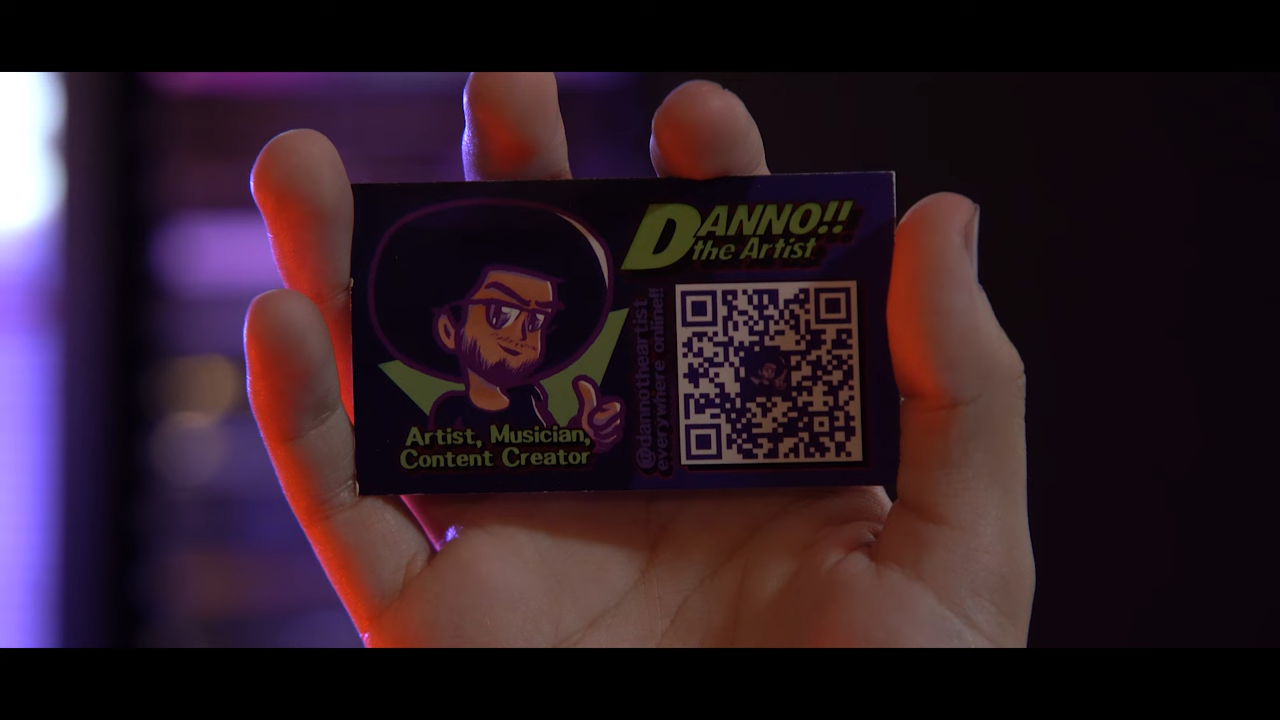 DANNO!!
the Artist
@dannotheartist
everywhere online!!
Artist, Musician,
Content Creator